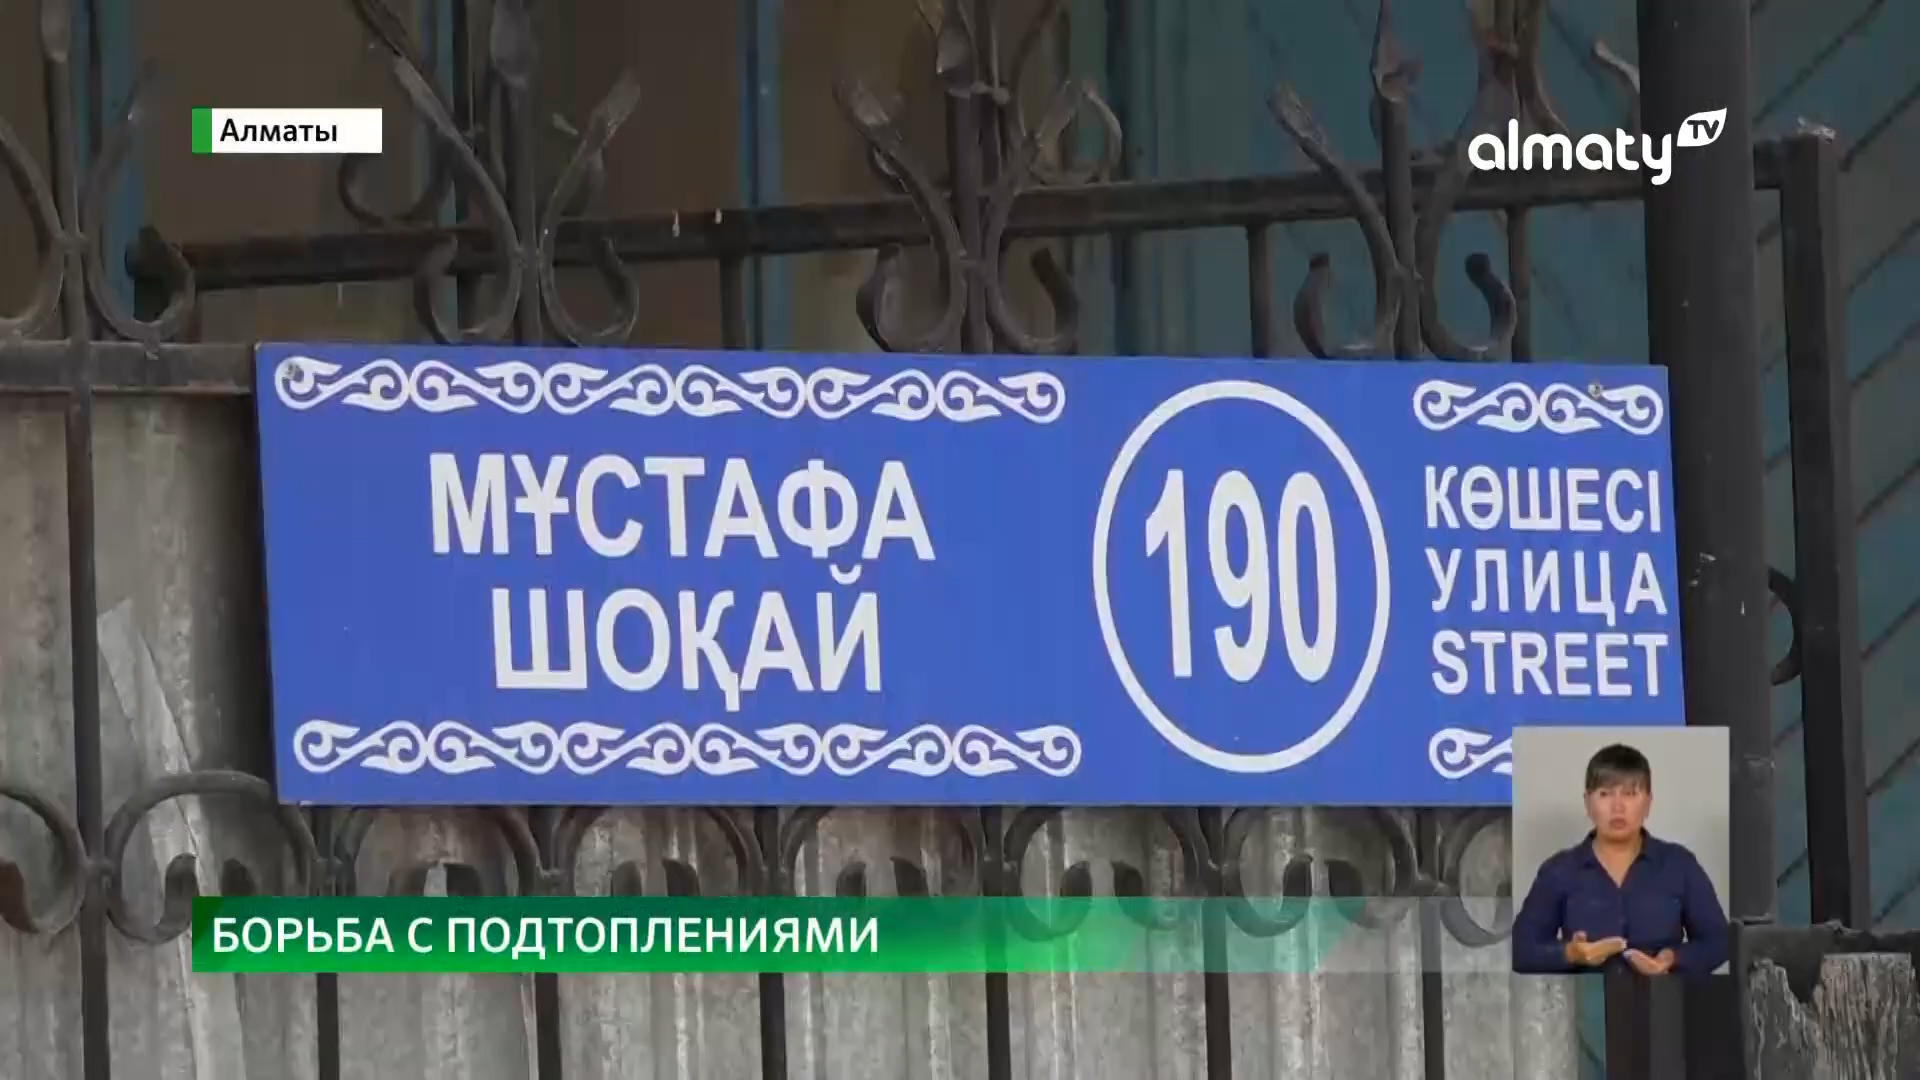 Алматы
almaty TV
МҰСТАФА
ШОҚАЙ
190
КӨШЕСІ
УЛИЦА
STREET
БОРЬБА С ПОДТОПЛЕНИЯМИ